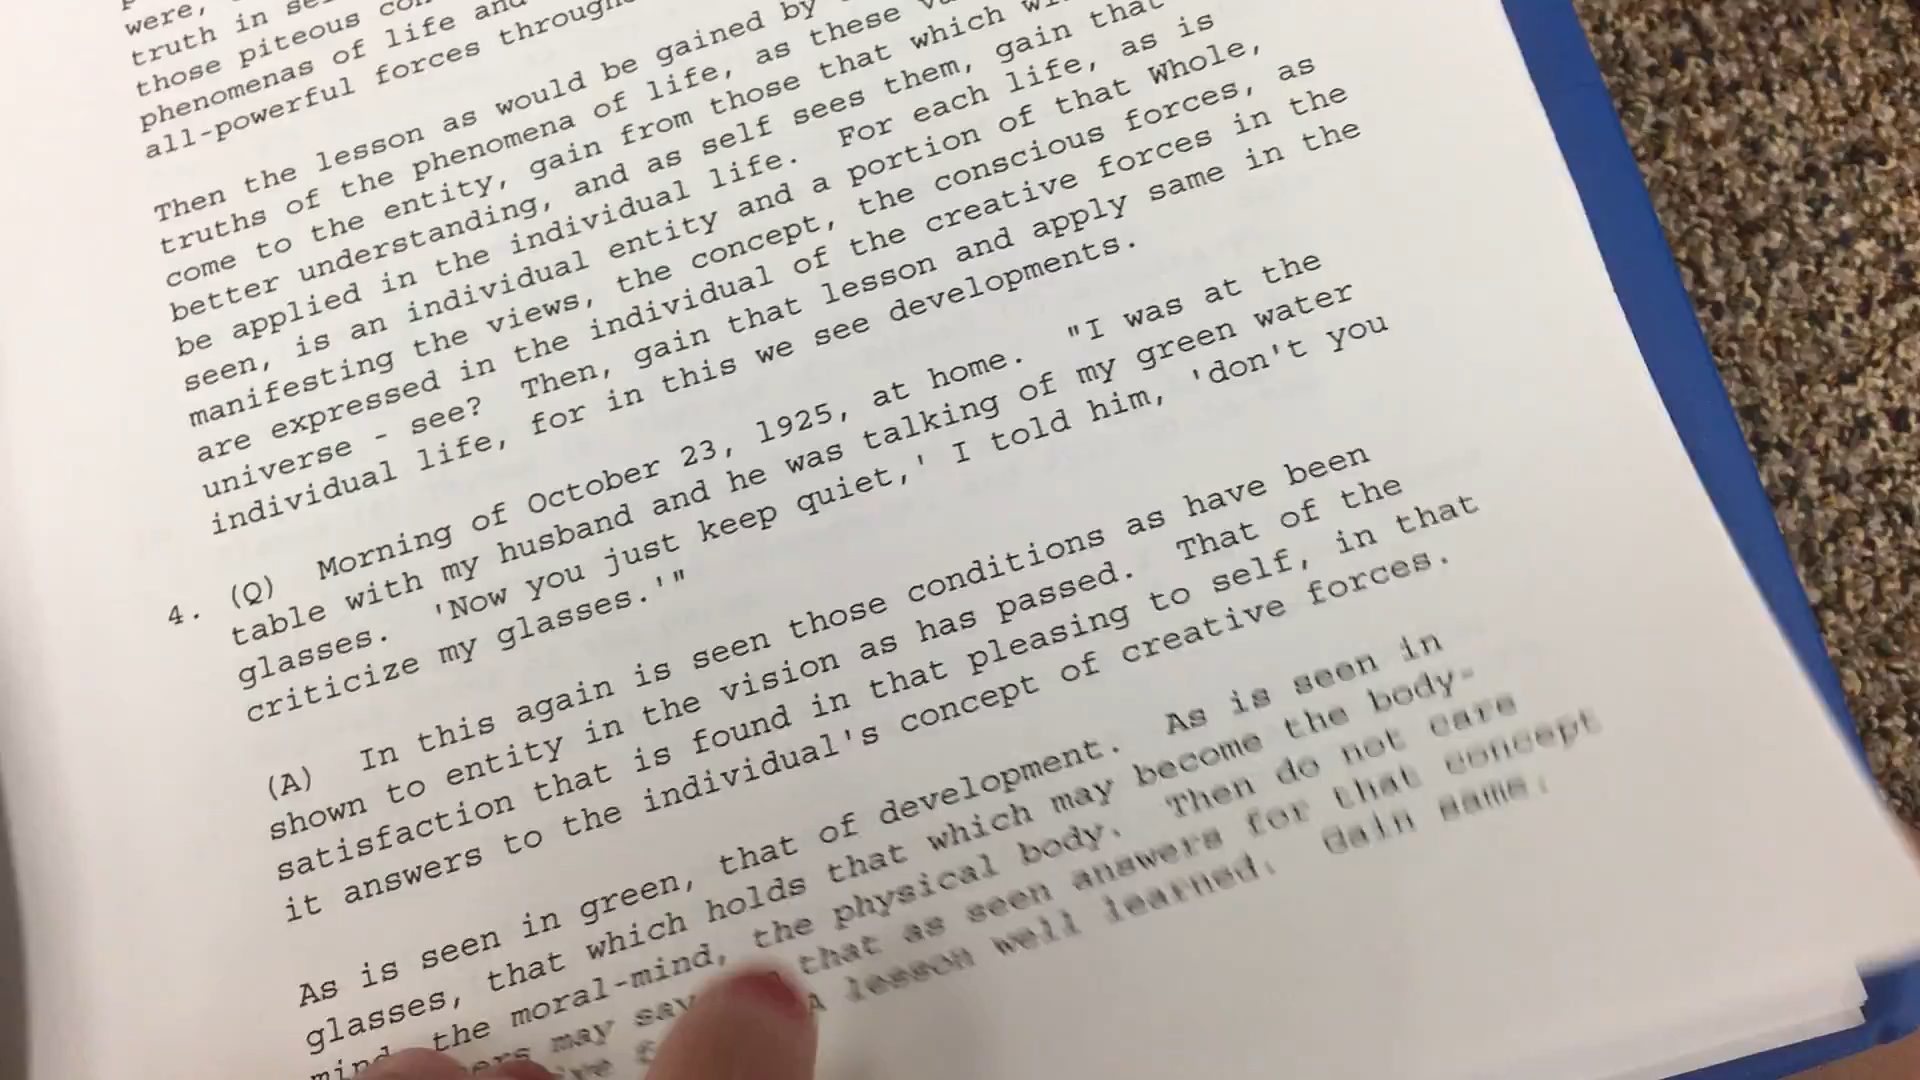 were,
truth in
those piteous
phenomenas of life and
all-powerful forces through
Then the lesson as would be gained by
truths of the phenomena of life, as these
come to the entity, gain from those that which
better understanding, and as self sees them, gain that
be applied in the individual life. For each life, as is
seen, is an individual entity and a portion of that Whole,
manifesting the views, the concept, the conscious forces, as
are expressed in the individual of the creative forces in the
universe - see? Then, gain that lesson and apply same in the
individual life, for in this we see developments.
4. (Q) Morning of October 23, 1925, at home. "I was at the
table with my husband and he was talking of my green water
glasses. 'Now you just keep quiet,' I told him, 'don't you
criticize my glasses.'"
(A) In this again is seen those conditions as have been
shown to entity in the vision as has passed. That of the
satisfaction that is found in that pleasing to self, in that
it answers to the individual's concept of creative forces.
As is seen in green, that of development. As is seen in
glasses, that which holds that which may become the body-
mind, the moral-mind, the physical body. Then do not care
may say that as seen answers for that concept
A lesson well learned. Gain same.